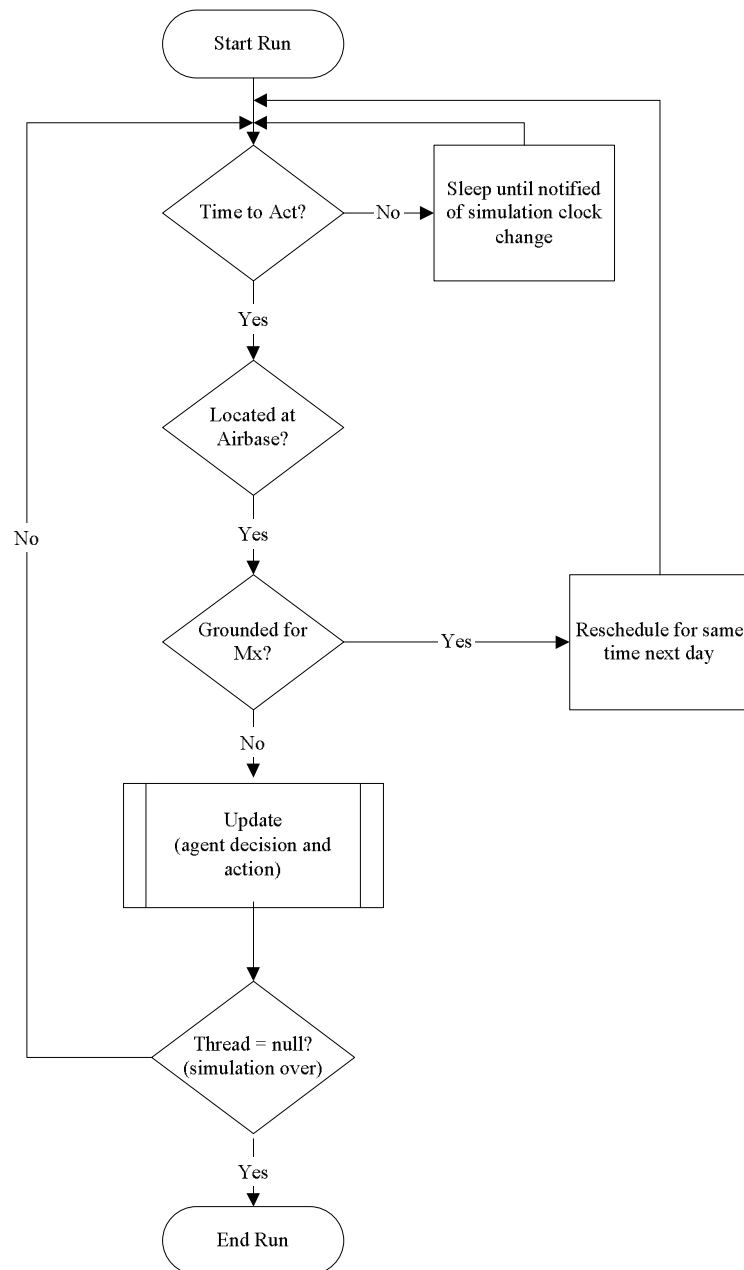 Start Run
Time to Act?
No
Sleep until notified
of simulation clock
change
Yes
Located at
Airbase?
Yes
No
Grounded for
Mx?
Yes
Reschedule for same
time next day
No
Update
(agent decision and
action)
Thread = null?
(simulation over)
Yes
End Run